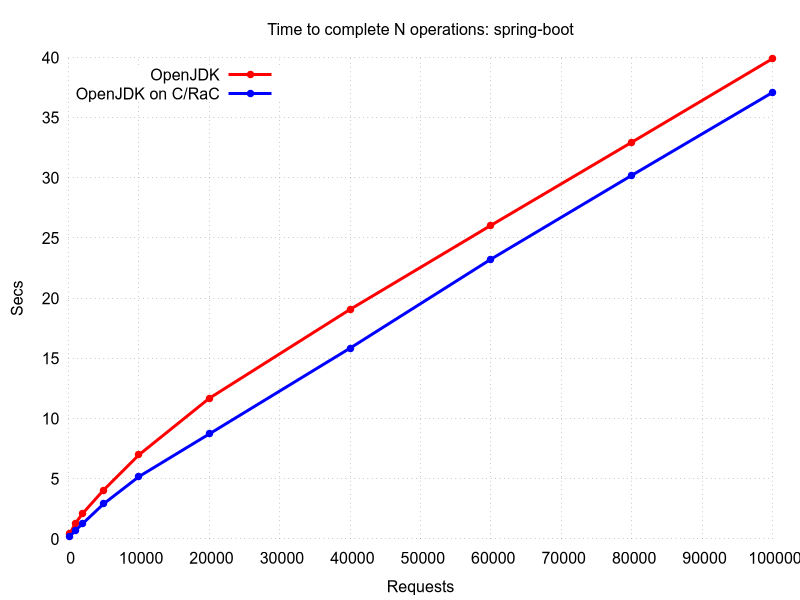 Time to complete N operations: spring-boot
OpenJDK
OpenJDK on C/RaC
40
35
30
25
20
15
10
5
0
Secs
0 10000 20000 30000 40000 50000 60000 70000 80000 90000 100000
Requests